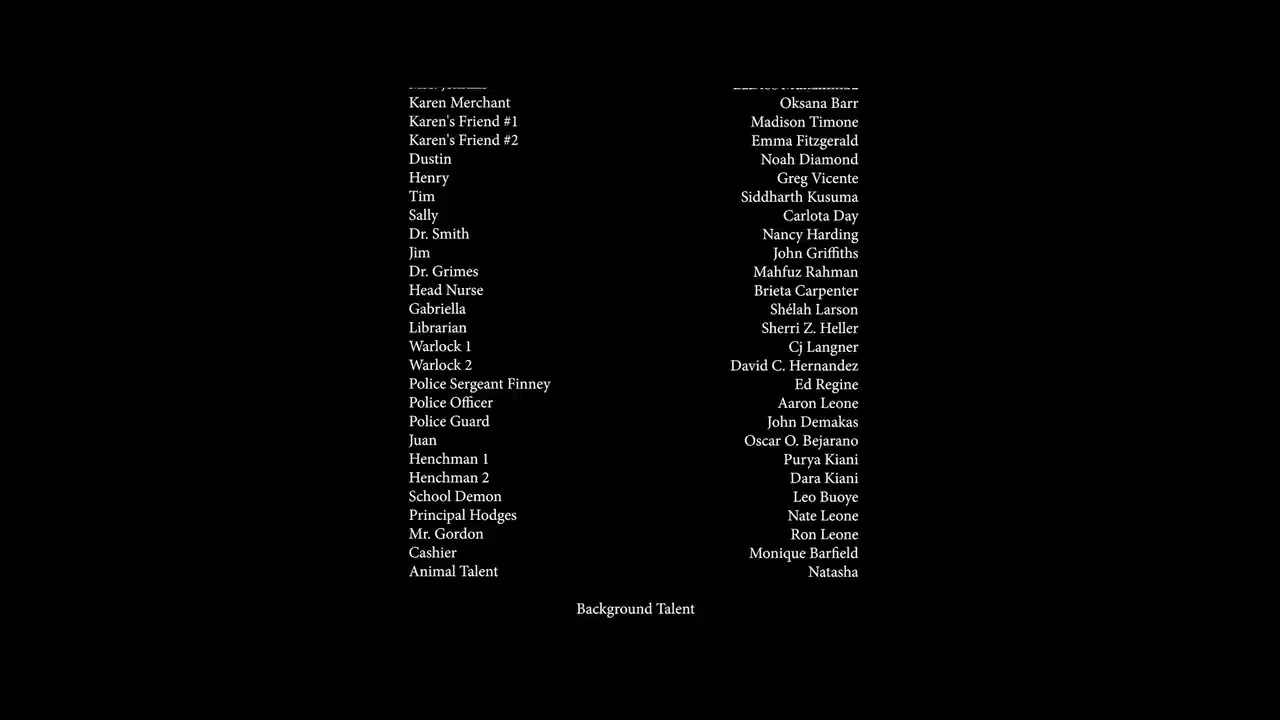 Karen Merchant Oksana Barr
Karen's Friend #1 Madison Timone
Karen's Friend #2 Emma Fitzgerald
Dustin Noah Diamond
Henry Greg Vicente
Tim Siddharth Kusuma
Sally Carlota Day
Dr. Smith Nancy Harding
Jim John Griffiths
Dr. Grimes Mahfuz Rahman
Head Nurse Brieta Carpenter
Gabriella Shélah Larson
Librarian Sherri Z. Heller
Warlock 1 Cj Langner
Warlock 2 David C. Hernandez
Police Sergeant Finney Ed Regine
Police Officer Aaron Leone
Police Guard John Demakas
Juan Oscar O. Bejarano
Henchman 1 Purya Kiani
Henchman 2 Dara Kiani
School Demon Leo Buoye
Principal Hodges Nate Leone
Mr. Gordon Ron Leone
Cashier Monique Barfield
Animal Talent Natasha
Background Talent